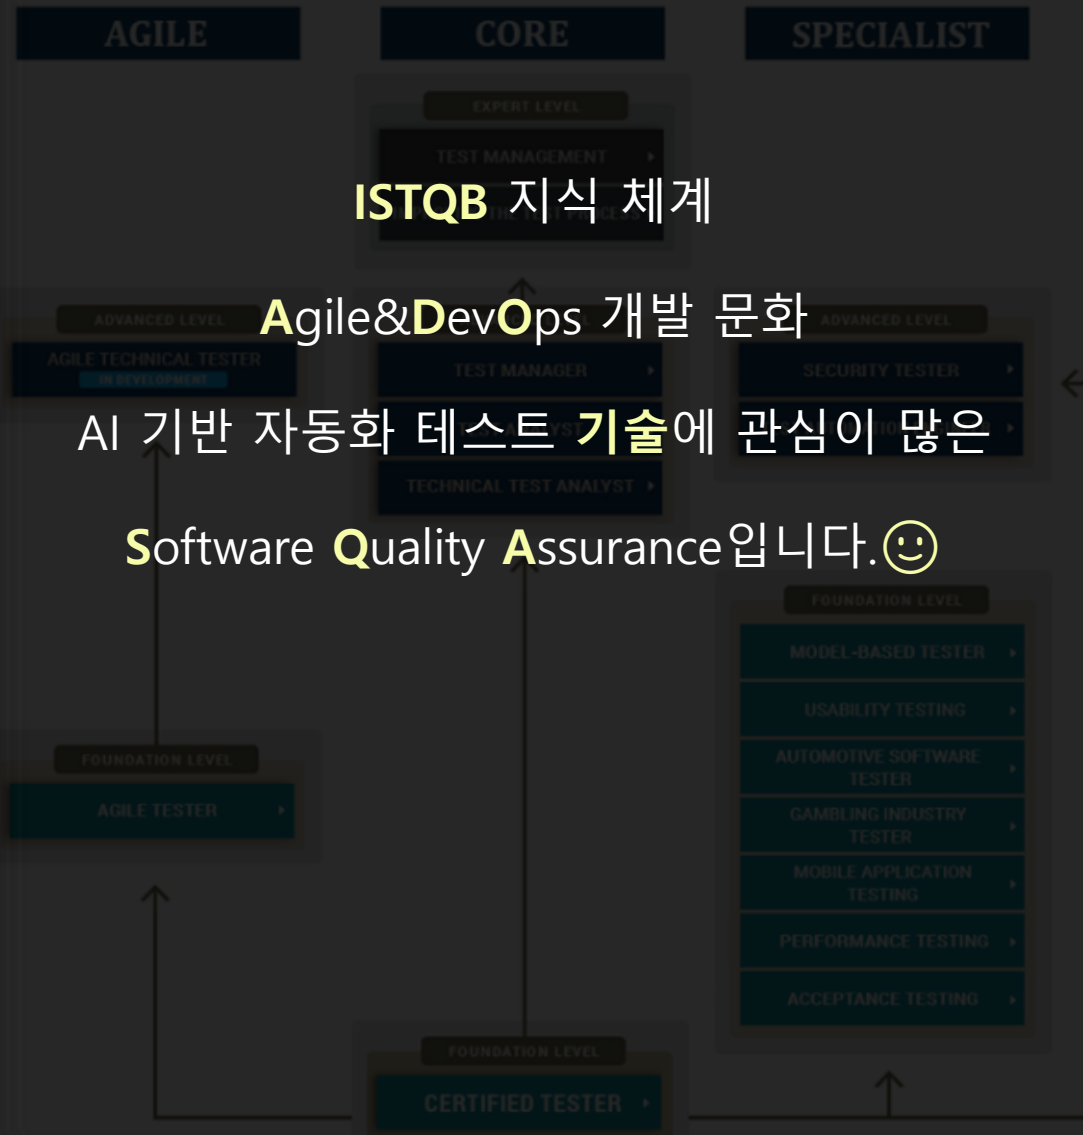 AGILE CORE SPECIALIST
EXPERT LEVEL
TEST MANAGEMENT
ISTQB 지식 체계
THE TEST PROCESS
Agile&DevOps 개발 문화
ADVANCED LEVEL
ADVANCED LEVEL
AGILE TECHNICAL TESTER
IN DEVELOPMENT
TEST MANAGER
SECURITY TESTER
AI 기반 자동화 테스트 기술에 관심이 많은
TECHNICAL TEST ANALYST
Software Quality Assurance입니다.
FOUNDATION LEVEL
MODEL-BASED TESTER
USABILITY TESTING
AUTOMOTIVE SOFTWARE
TESTER
GAMBLING INDUSTRY
TESTER
MOBILE APPLICATION
TESTING
PERFORMANCE TESTING
ACCEPTANCE TESTING
FOUNDATION LEVEL
AGILE TESTER
FOUNDATION LEVEL
CERTIFIED TESTER